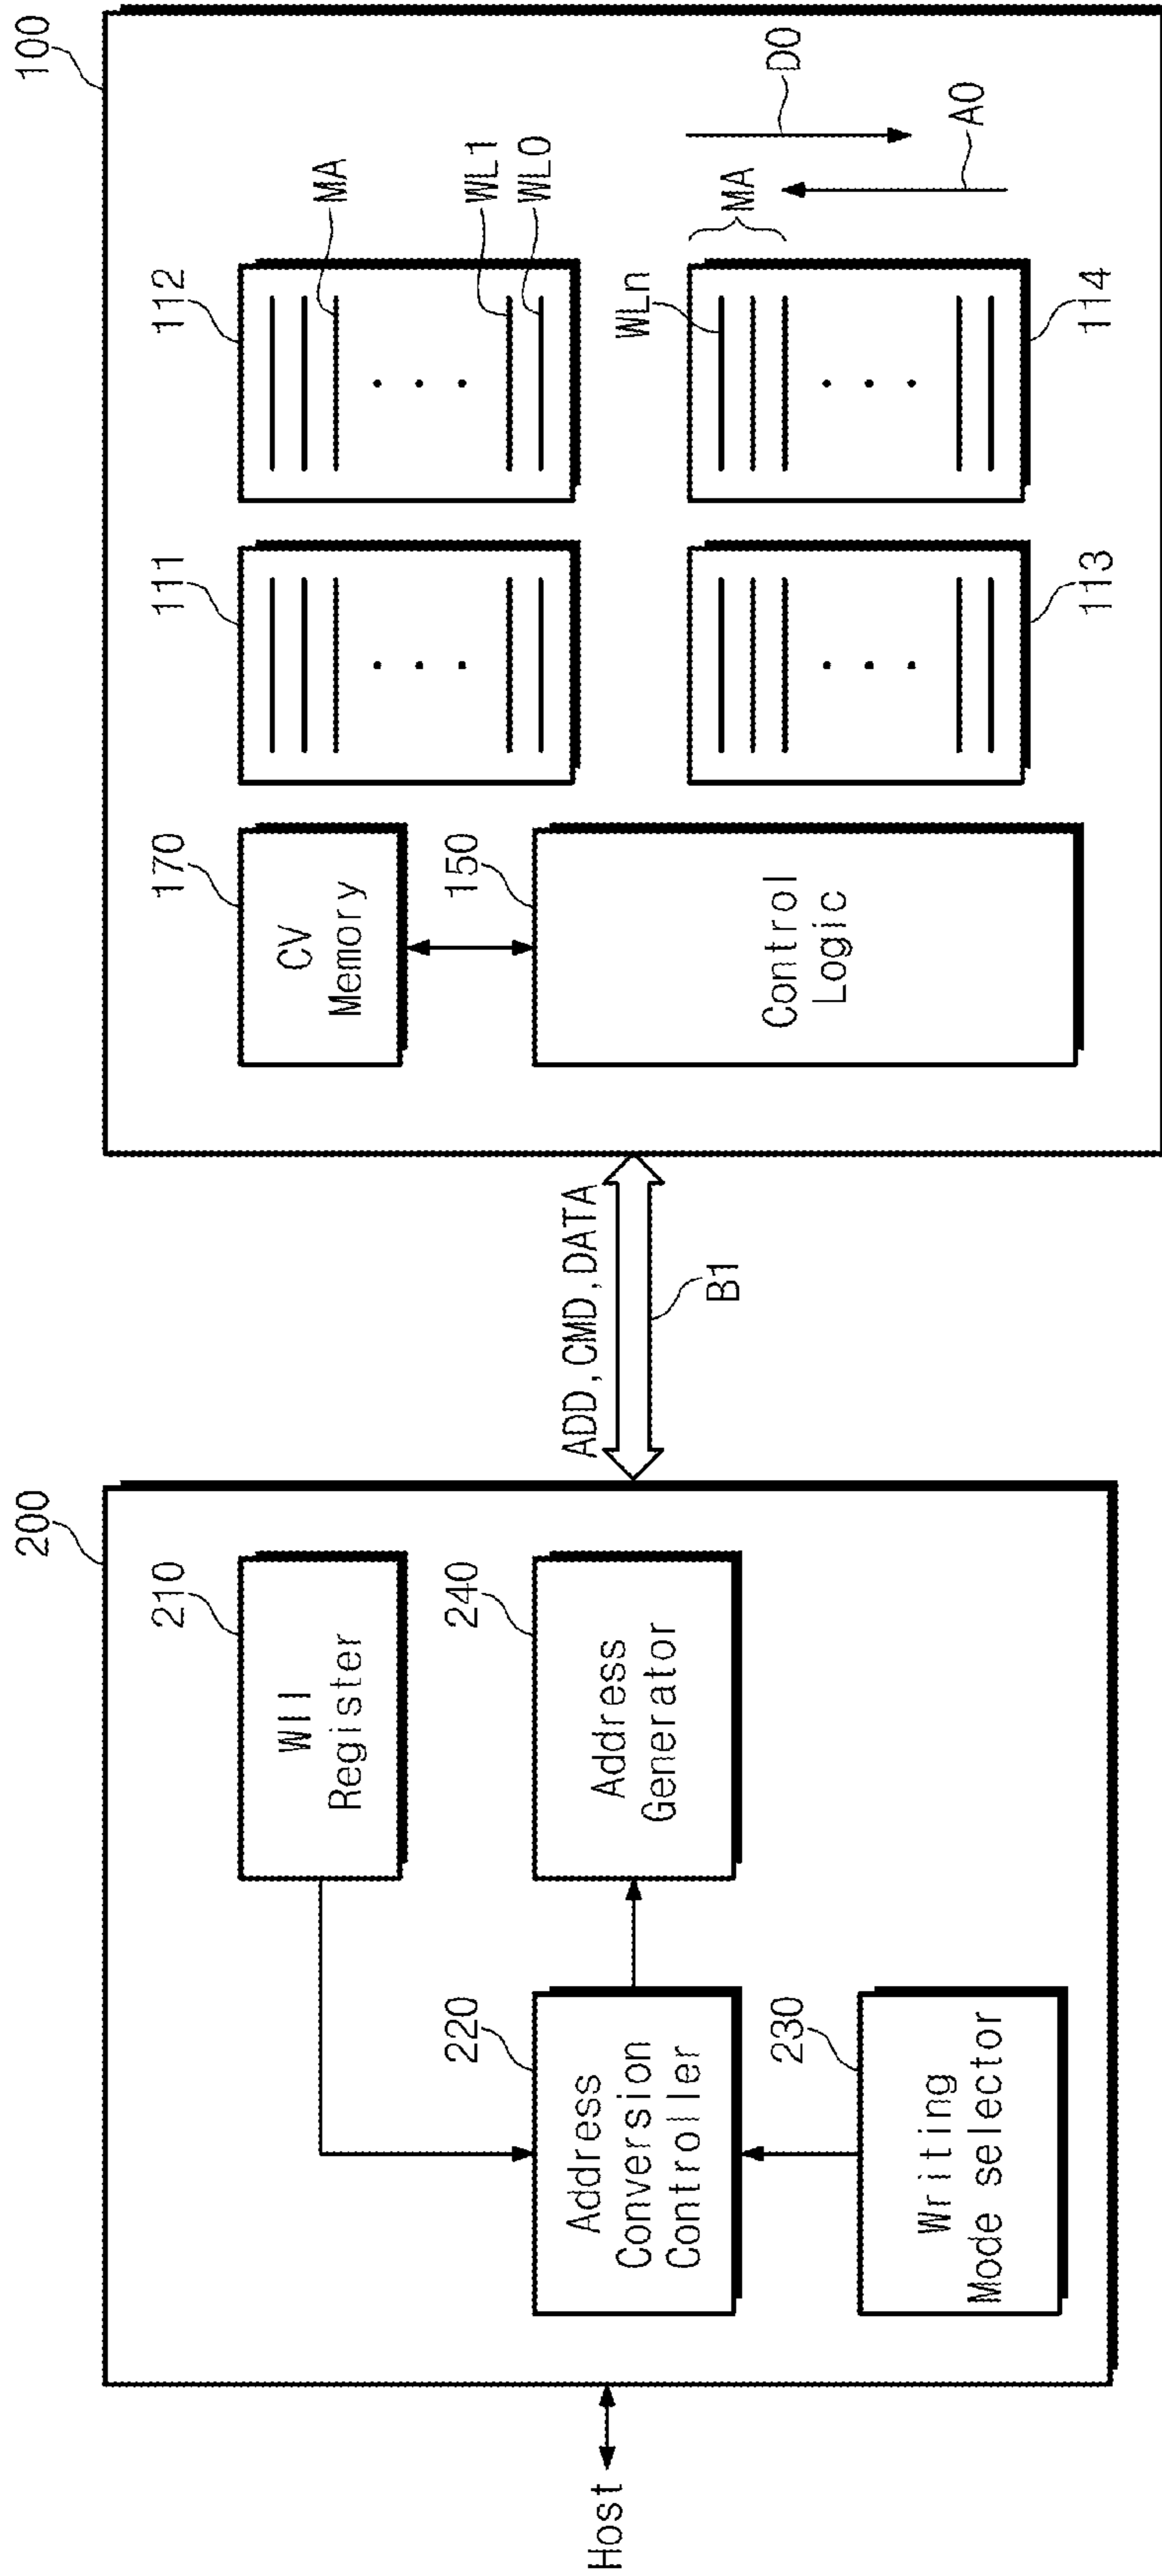 Host
200
210
WII
Register
220
Address
Conversion
Controller
240
Address
Generator
230
Writing
Mode selector
ADD,CMD,DATA
B1
100
170
CV
Memory
150
Control
Logic
111
112
MA
WL1
WL0
113
114
WLn
MA
DO
AO